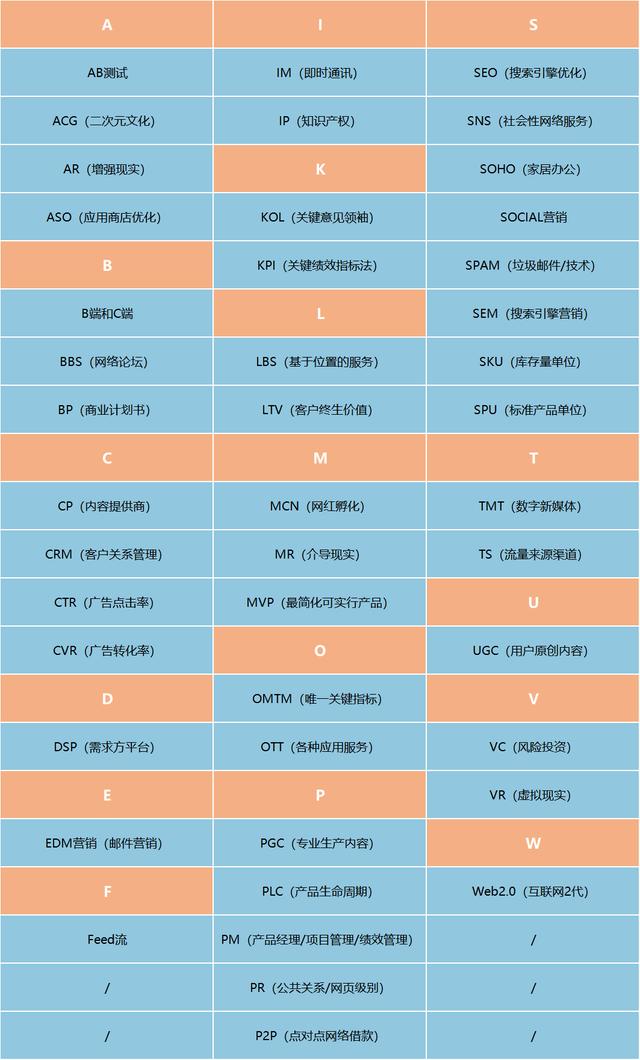 A
I
S
AB测试
IM（即时通讯）
SEO（搜索引擎优化）
ACG（二次元文化）
IP（知识产权）
SNS（社会性网络服务）
AR（增强现实）
K
SOHO（家居办公）
ASO（应用商店优化）
KOL（关键意见领袖）
SOCIAL营销
B
KPI（关键绩效指标法）
SPAM（垃圾邮件/技术）
B端和C端
L
SEM（搜索引擎营销）
BBS（网络论坛）
LBS（基于位置的服务）
SKU（库存量单位）
BP（商业计划书）
LTV（客户终生价值）
SPU（标准产品单位）
C
M
T
CP（内容提供商）
MCN（网红孵化）
TMT（数字新媒体）
CRM（客户关系管理）
MR（介导现实）
TS（流量来源渠道）
CTR（广告点击率）
MVP（最简化可实行产品）
U
CVR（广告转化率）
O
UGC（用户原创内容）
D
OMTM（唯一关键指标）
V
DSP（需求方平台）
OTT（各种应用服务）
VC（风险投资）
E
P
VR（虚拟现实）
EDM营销（邮件营销）
PGC（专业生产内容）
W
F
PLC（产品生命周期）
Web2.0（互联网2代）
Feed流
PM（产品经理/项目管理/绩效管理）
/
/
PR（公共关系/网页级别）
/
/
P2P（点对点网络借款）
/